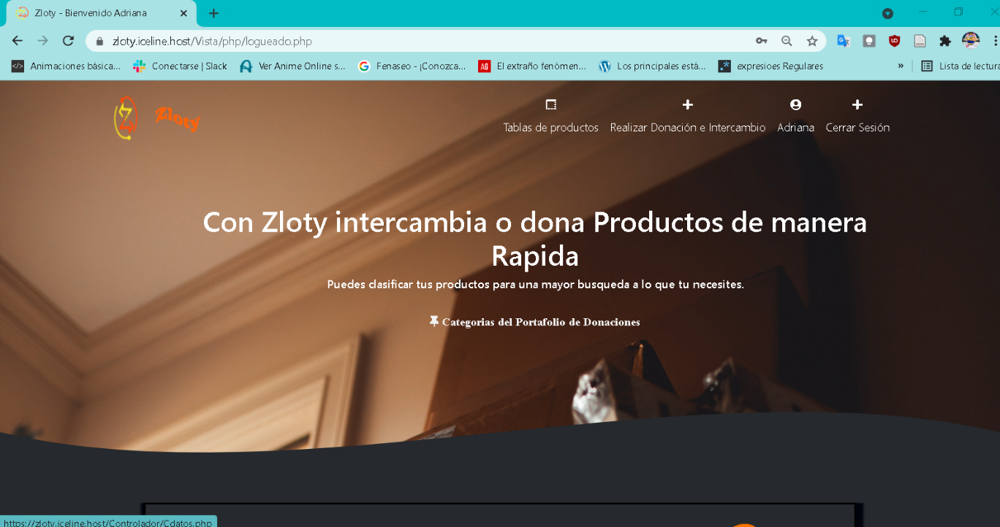 Zloty - Bienvenido Adriana
zloty.iceline.host/Vista/php/logueado.php
Animaciones básica... Conectarse | Slack Ver Anime Online s... Fenaseo - ¡Conozca... El extraño fenómen... Los principales está... expresioes Regulares » Lista de lectura
Zloty
Tablas de productos Realizar Donación e Intercambio Adriana Cerrar Sesión
Con Zloty intercambia o dona Productos de manera
Rapida
Puedes clasificar tus productos para una mayor busqueda a lo que tu necesites.
Categorias del Portafolio de Donaciones
https://zloty.iceline.host/Controlador/Cdatos.php